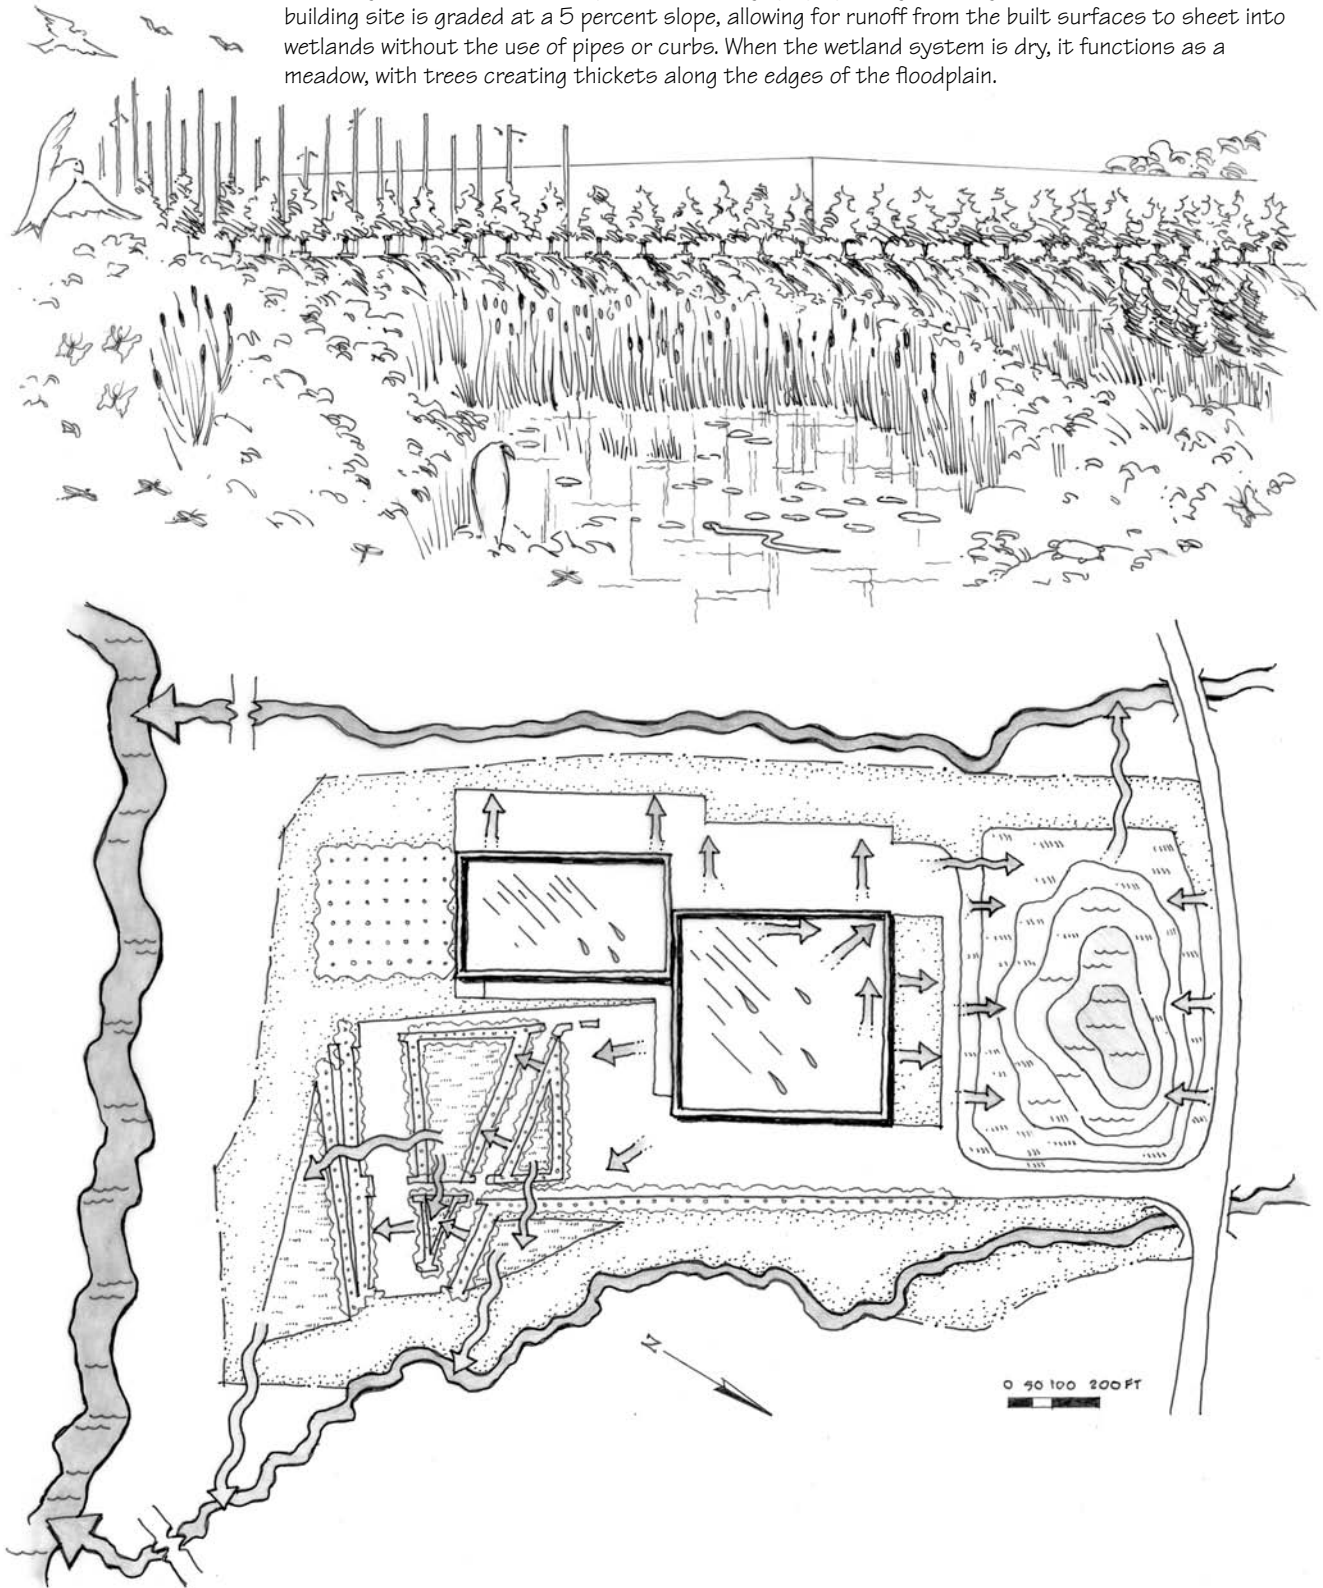 building site is graded at a 5 percent slope, allowing for runoff from the built surfaces to sheet into
wetlands without the use of pipes or curbs. When the wetland system is dry, it functions as a
meadow, with trees creating thickets along the edges of the floodplain.
N
0 50 100 200 FT